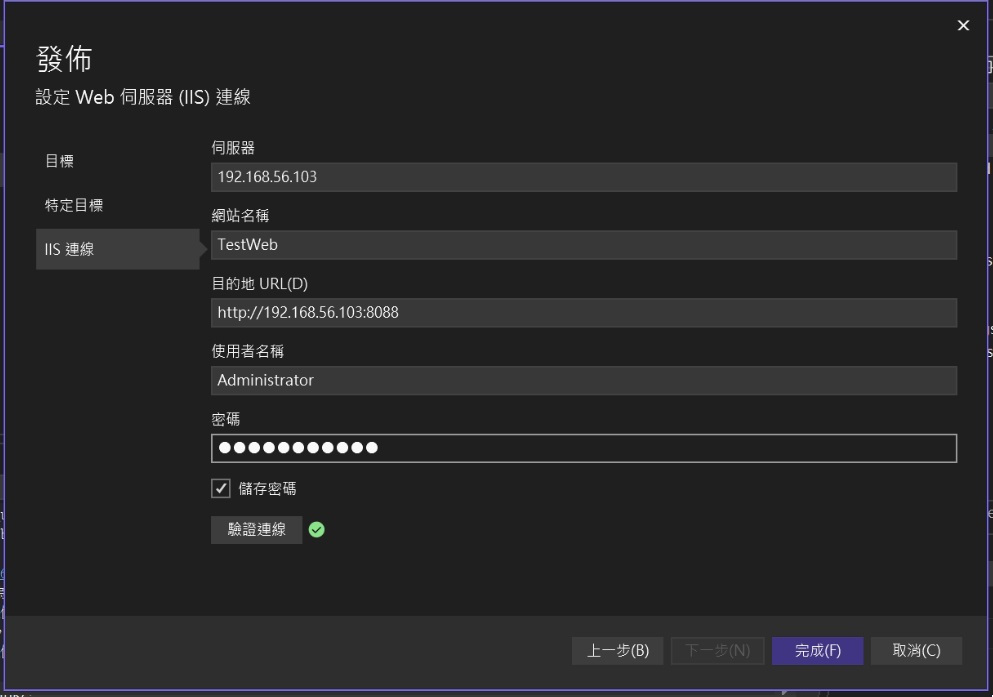 發佈
設定 Web 伺服器 (IIS) 連線
目標
特定目標
IIS 連線
伺服器
192.168.56.103
網站名稱
TestWeb
目的地 URL(D)
http://192.168.56.103:8088
使用者名稱
Administrator
密碼
●●●●●●●●●●●
儲存密碼
驗證連線
上一步(B)
下一步(N)
完成(F)
取消(C)